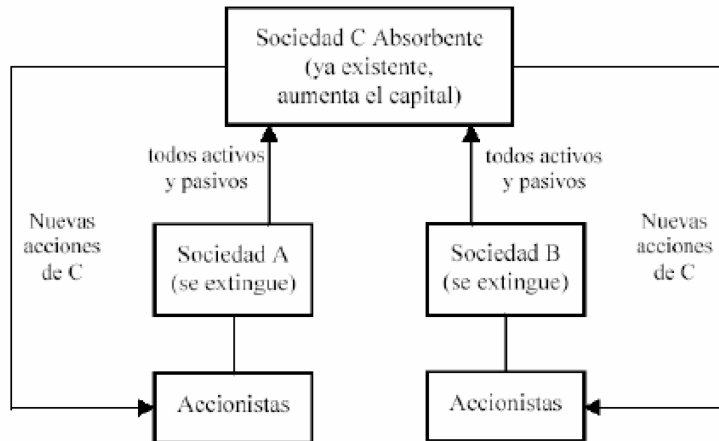 Sociedad C Absorbente
(ya existente,
aumenta el capital)
todos activos
y pasivos
todos activos
y pasivos
Nuevas
acciones
de C
Sociedad A
(se extingue)
Sociedad B
(se extingue)
Nuevas
acciones
de C
Accionistas
Accionistas